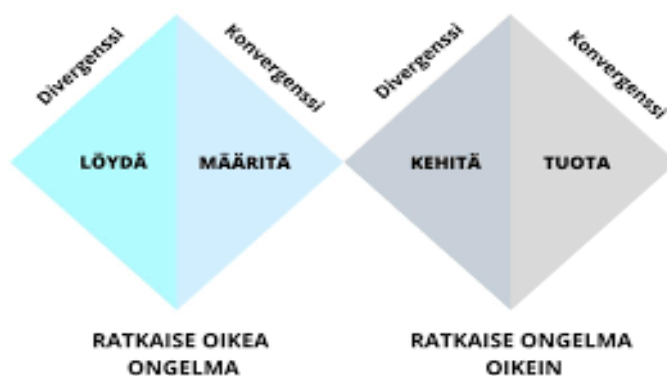 Divergenssi
Konvergenssi
Divergenssi
Konvergenssi
LÖYDÄ
MÄÄRITÄ
KEHITÄ
TUOTA
RATKAISE OIKEA
ONGELMA
RATKAISE ONGELMA
OIKEIN